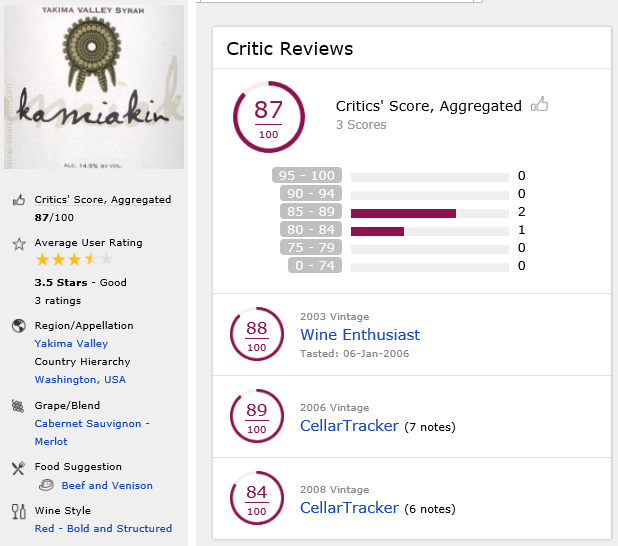 YAKIMA VALLEY SYRAH
kamiakin
ALC. 14.5% BY VOL.
Critics' Score, Aggregated
87/100
Average User Rating
3.5 Stars - Good
3 ratings
Region/Appellation
Yakima Valley
Country Hierarchy
Washington, USA
Grape/Blend
Cabernet Sauvignon -
Merlot
Food Suggestion
Beef and Venison
Wine Style
Red - Bold and Structured
Critic Reviews
87
100
Critics' Score, Aggregated
3 Scores
95 - 100 0
90 - 94 0
85 - 89 2
80 - 84 1
75 - 79 0
0 - 74 0
88
100
2003 Vintage
Wine Enthusiast
Tasted: 06-Jan-2006
89
100
2006 Vintage
CellarTracker (7 notes)
84
100
2008 Vintage
CellarTracker (6 notes)